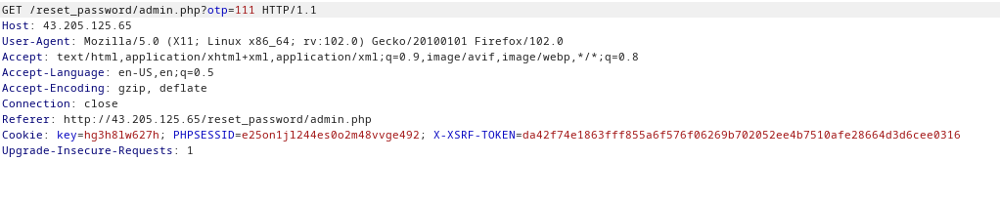 GET /reset_password/admin.php?otp=111 HTTP/1.1
Host: 43.205.125.65
User-Agent: Mozilla/5.0 (X11; Linux x86_64; rv:102.0) Gecko/20100101 Firefox/102.0
Accept: text/html,application/xhtml+xml,application/xml;q=0.9,image/avif,image/webp,*/*;q=0.8
Accept-Language: en-US,en;q=0.5
Accept-Encoding: gzip, deflate
Connection: close
Referer: http://43.205.125.65/reset_password/admin.php
Cookie: key=hg3h8lw627h; PHPSESSID=e25on1jl244es0o2m48vvge492; X-XSRF-TOKEN=da42f74e1863fff855a6f576f06269b702052ee4b7510afe28664d3d6cee0316
Upgrade-Insecure-Requests: 1